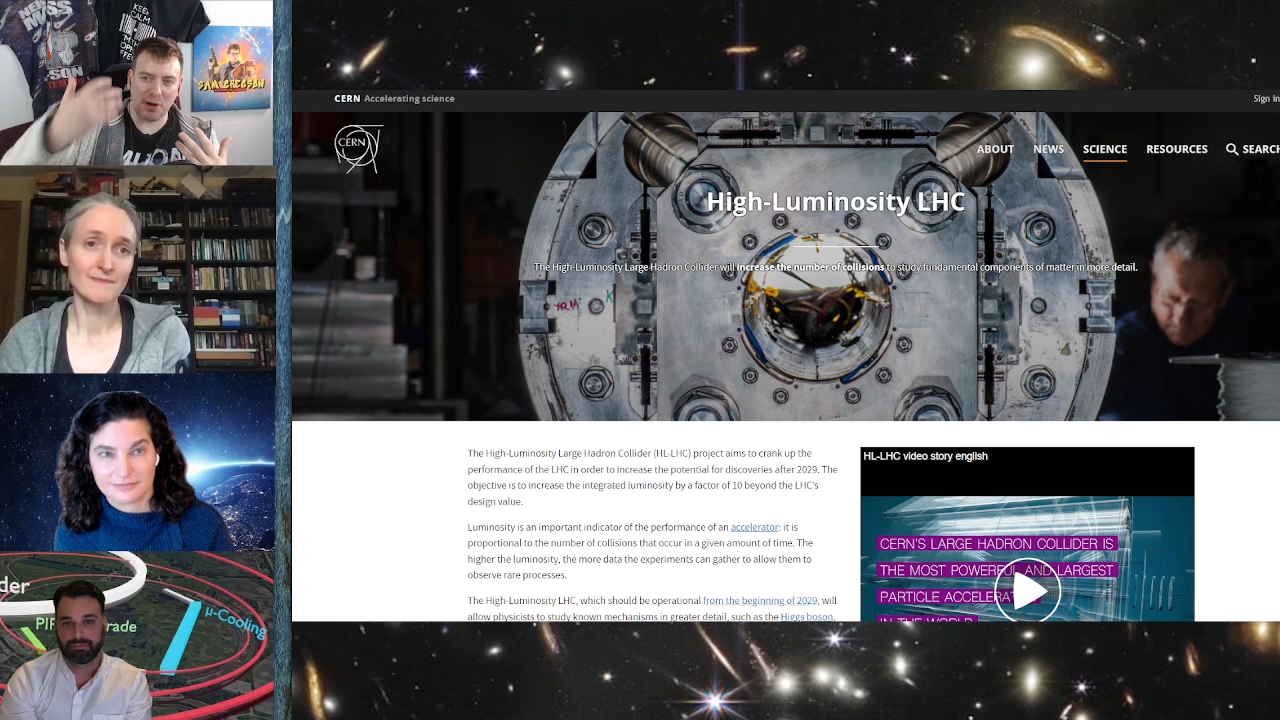 KEEP
CALM
SAM GREGSON
der
PIP
rade
μ-Cooling
CERN Accelerating science
Sign in
CERN
ABOUT NEWS SCIENCE RESOURCES SEARCH
High-Luminosity LHC
The High-Luminosity Large Hadron Collider will increase the number of collisions to study fundamental components of matter in more detail.
The High-Luminosity Large Hadron Collider (HL-LHC) project aims to crank up the
performance of the LHC in order to increase the potential for discoveries after 2029. The
objective is to increase the integrated luminosity by a factor of 10 beyond the LHC's
design value.
Luminosity is an important indicator of the performance of an accelerator: it is
proportional to the number of collisions that occur in a given amount of time. The
higher the luminosity, the more data the experiments can gather to allow them to
observe rare processes.
The High-Luminosity LHC, which should be operational from the beginning of 2029, will
allow physicists to study known mechanisms in greater detail, such as the Higgs boson,
HL-LHC video story english
CERN'S LARGE HADRON COLLIDER IS
THE MOST POWERFUL AND LARGEST
PARTICLE ACCELERAT
IN THE WORLD